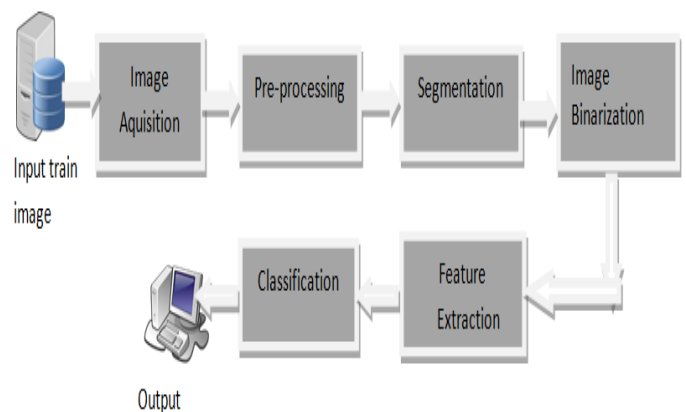 Input train
image
Image
Aquisition
Pre-processing
Segmentation
Image
Binarization
Feature
Extraction
Classification
Output